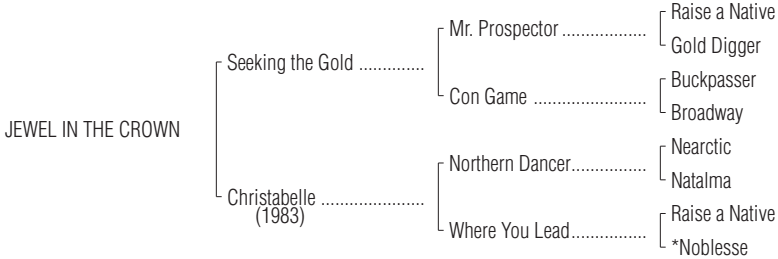 Raise a Native
Mr. Prospector ..................
Gold Digger
Seeking the Gold ..............
Buckpasser
Con Game ........................
Broadway
JEWEL IN THE CROWN
Nearctic
Northern Dancer................
Natalma
Christabelle ......................
(1983)
Raise a Native
Where You Lead................
*Noblesse